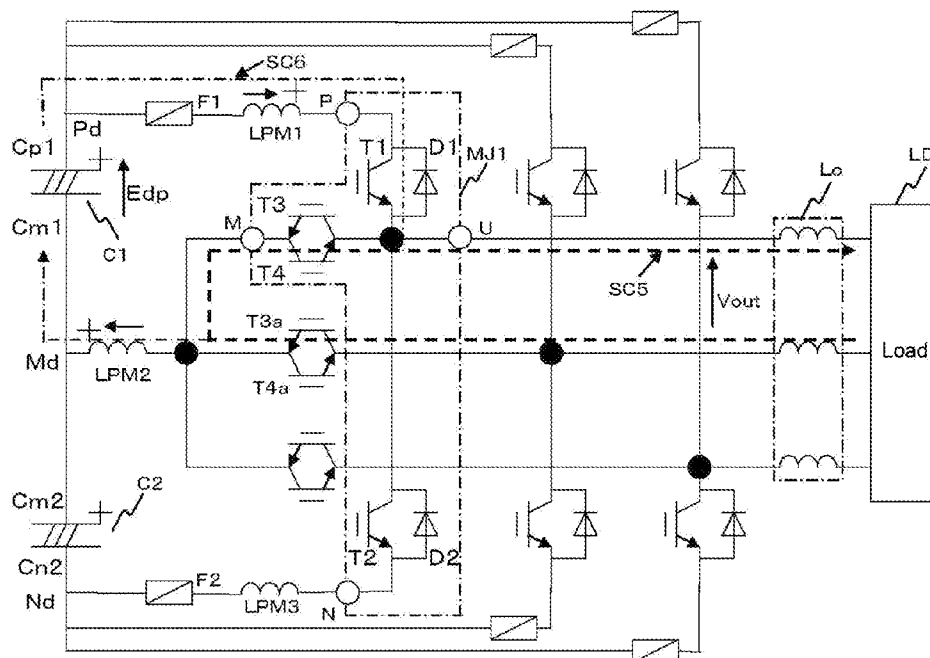 SC6
F1
P
Pd
LPM1
Cp1
T1
D1
MJ1
Lo
LD
Edp
T3
M
U
Cm1
C1
T4
SC5
Vout
T3a
Md
LPM2
T4a
Load
Cm2
C2
Cn2
T2
D2
F2
Nd
LPM3
N